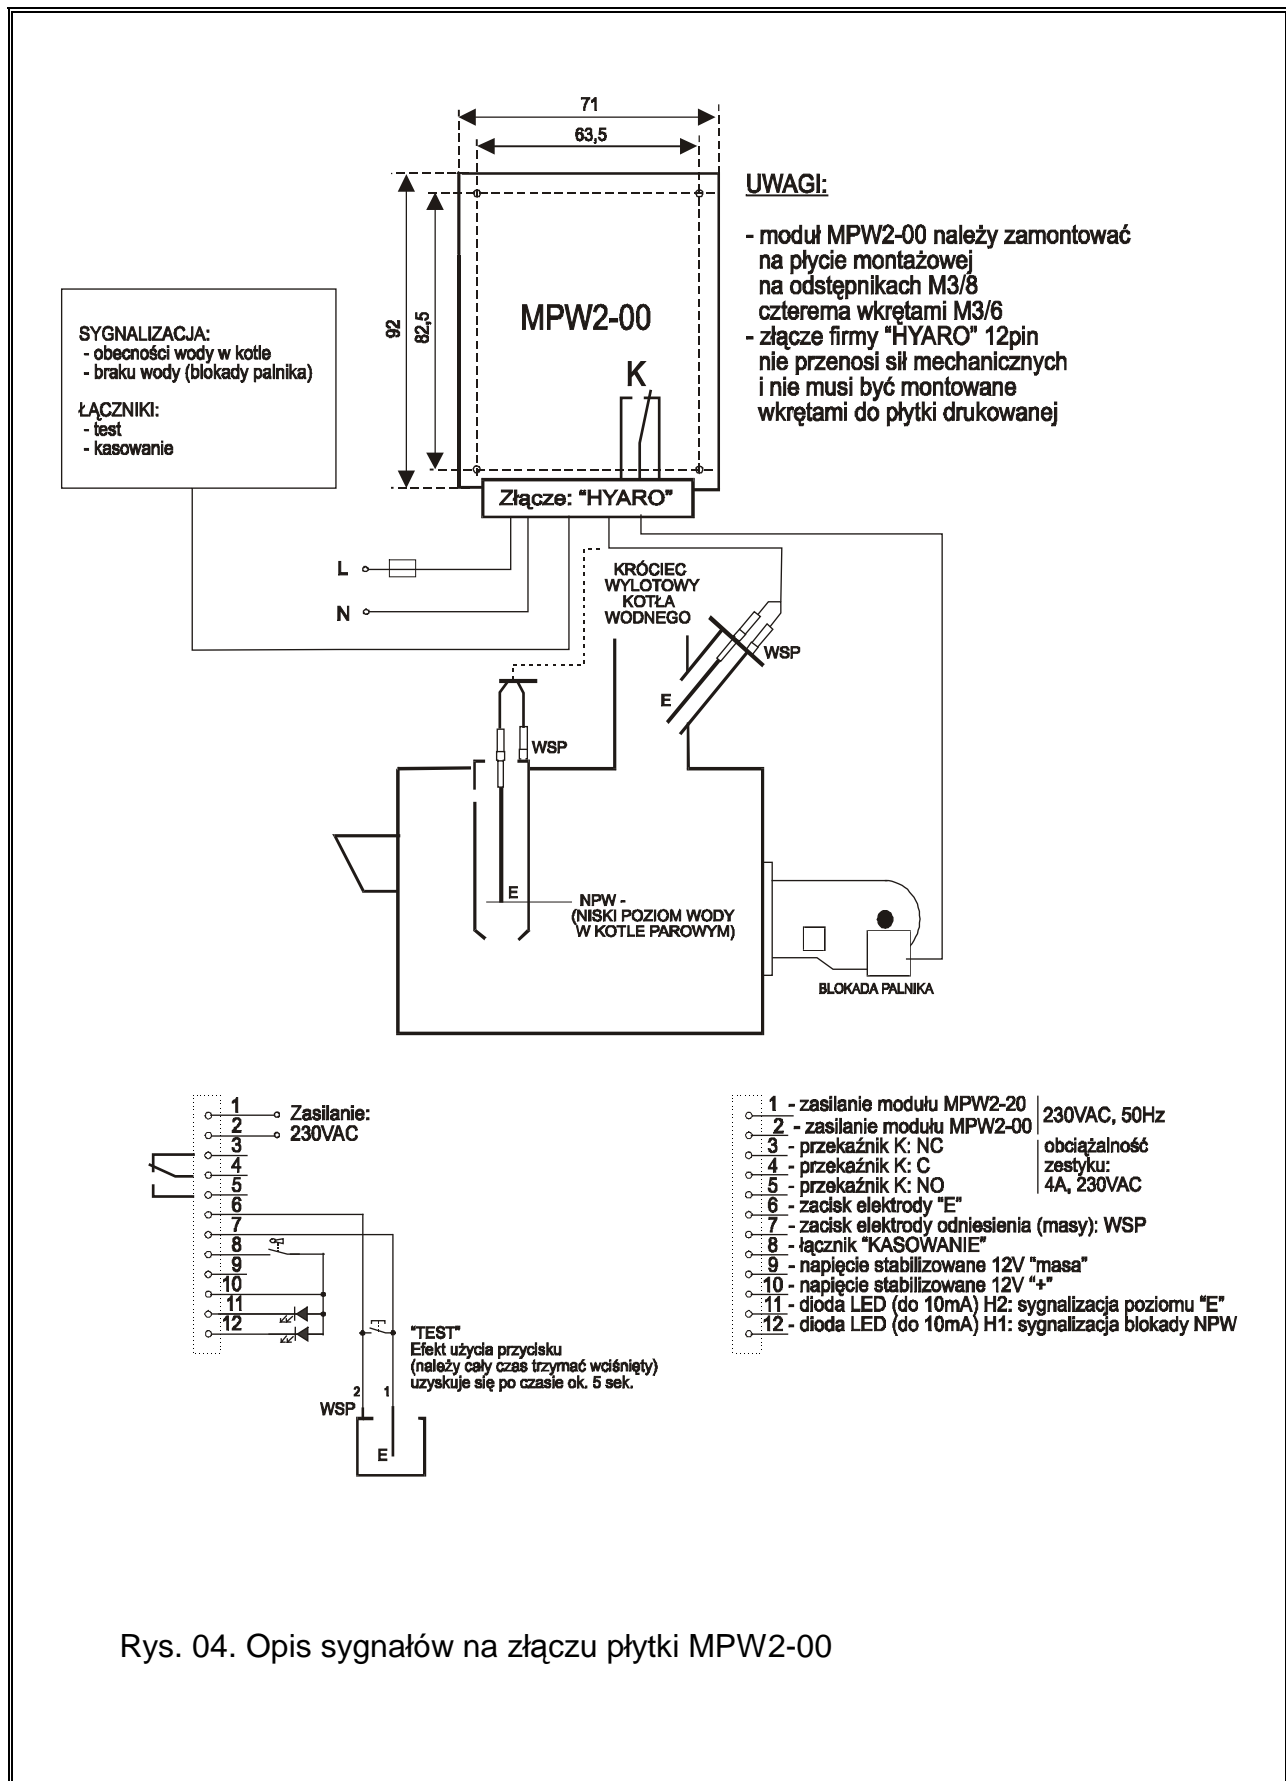 71
63,5
92
82,5
MPW2-00
K
Złącze: “HYARO”
UWAGI:
- moduł MPW2-00 należy zamontować
na płycie montażowej
na odstępnikach M3/8
czterema wkrętami M3/6
- złącze firmy “HYARO” 12pin
nie przenosi sił mechanicznych
i nie musi być montowane
wkrętami do płytki drukowanej
SYGNALIZACJA:
- obecności wody w kotle
- braku wody (blokady palnika)
ŁĄCZNIKI:
- test
- kasowanie
L
N
KRÓCIEC
WYLOTOWY
KOTŁA
WODNEGO
WSP
E
WSP
E
NPW -
(NISKI POZIOM WODY
W KOTLE PAROWYM)
BLOKADA PALNIKA
1
2
3
4
5
6
7
8
9
10
11
12
Zasilanie:
230VAC
"TEST"
Efekt użycia przycisku
(należy cały czas trzymać wciśnięty)
uzyskuje się po czasie ok. 5 sek.
2 1
WSP
E
1 - zasilanie modułu MPW2-20
2 - zasilanie modułu MPW2-00
230VAC, 50Hz
3 - przekaźnik K: NC
4 - przekaźnik K: C
5 - przekaźnik K: NO
obciążalność
zestyku:
4A, 230VAC
6 - zacisk elektrody "E"
7 - zacisk elektrody odniesienia (masy): WSP
8 - łącznik “KASOWANIE”
9 - napięcie stabilizowane 12V "masa"
10 - napięcie stabilizowane 12V "+"
11 - dioda LED (do 10mA) H2: sygnalizacja poziomu “E”
12 - dioda LED (do 10mA) H1: sygnalizacja blokady NPW
Rys. 04. Opis sygnałów na złączu płytki MPW2-00